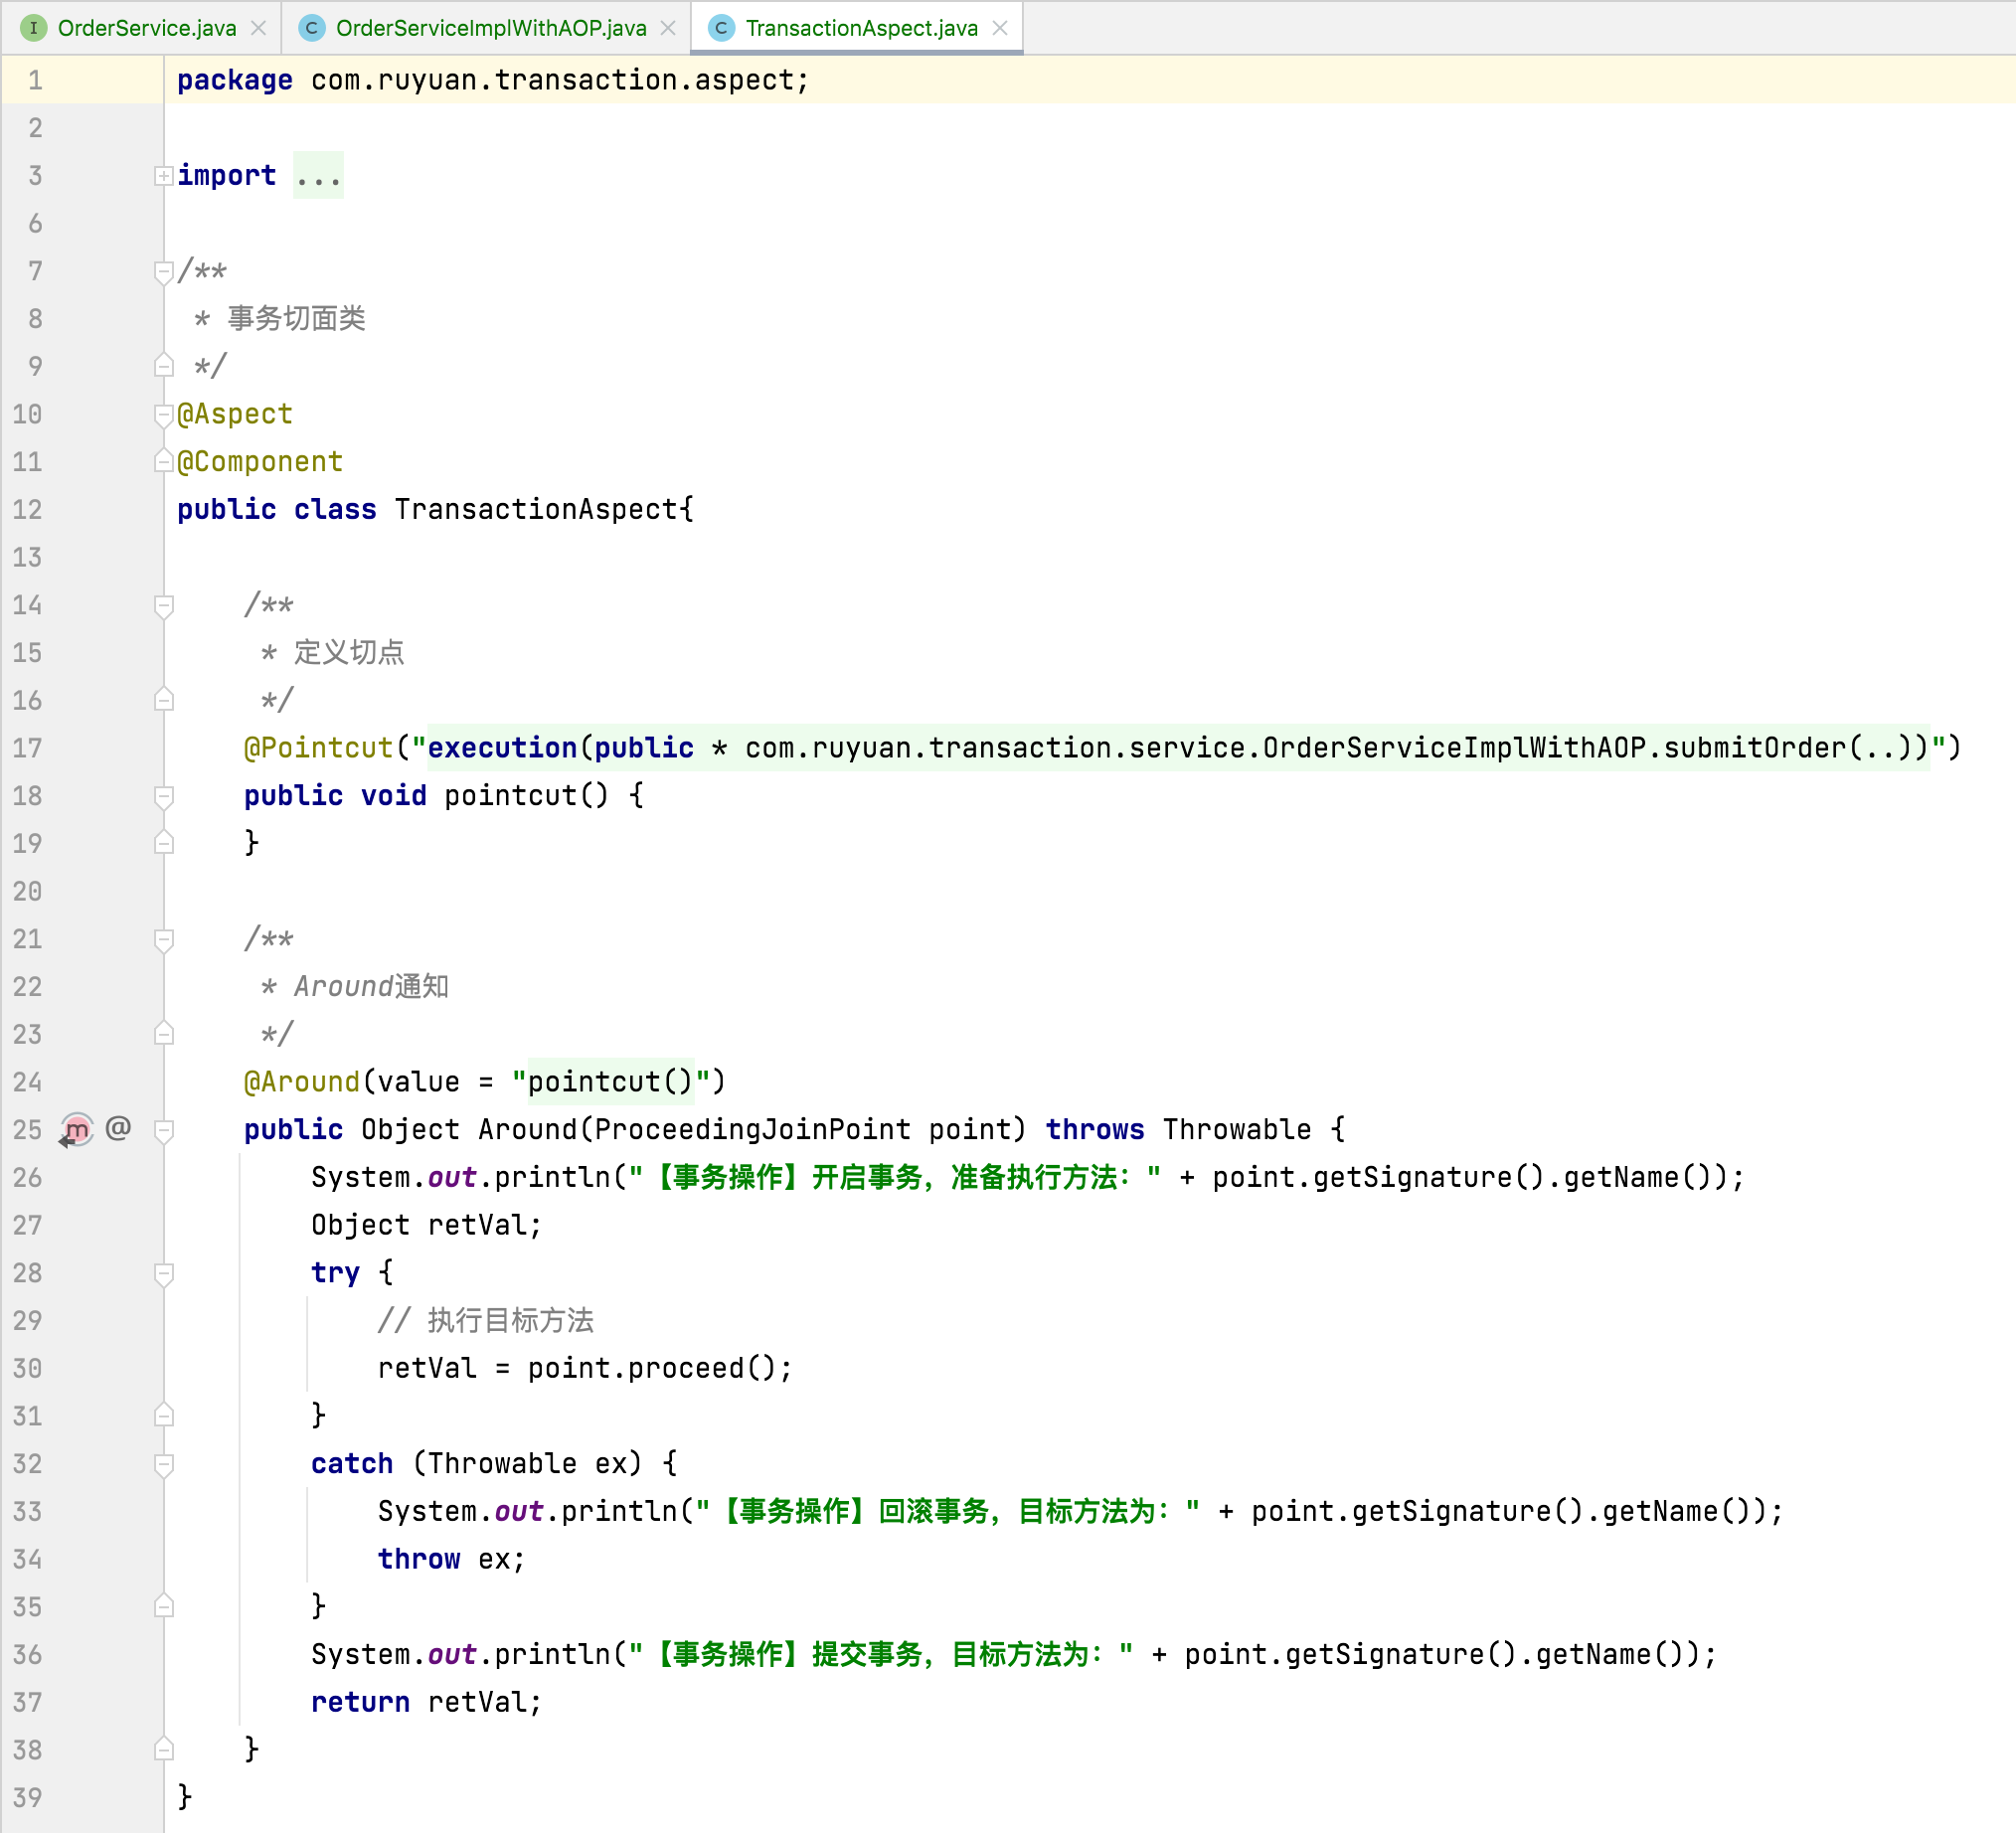 I OrderService.java × C OrderServiceImplWithAOP.java × C TransactionAspect.java ×
1 package com.ruyuan.transaction.aspect;
2
3 import ...
6
7 /**
8  * 事务切面类
9  */
10 @Aspect
11 @Component
12 public class TransactionAspect{
13
14     /**
15      * 定义切点
16      */
17     @Pointcut("execution(public * com.ruyuan.transaction.service.OrderServiceImplWithAOP.submitOrder(..))")
18     public void pointcut() {
19     }
20
21     /**
22      * Around通知
23      */
24     @Around(value = "pointcut()")
25 m @     public Object Around(ProceedingJoinPoint point) throws Throwable {
26         System.out.println("【事务操作】开启事务，准备执行方法：" + point.getSignature().getName());
27         Object retVal;
28         try {
29             // 执行目标方法
30             retVal = point.proceed();
31         }
32         catch (Throwable ex) {
33             System.out.println("【事务操作】回滚事务，目标方法为：" + point.getSignature().getName());
34             throw ex;
35         }
36         System.out.println("【事务操作】提交事务，目标方法为：" + point.getSignature().getName());
37         return retVal;
38     }
39 }